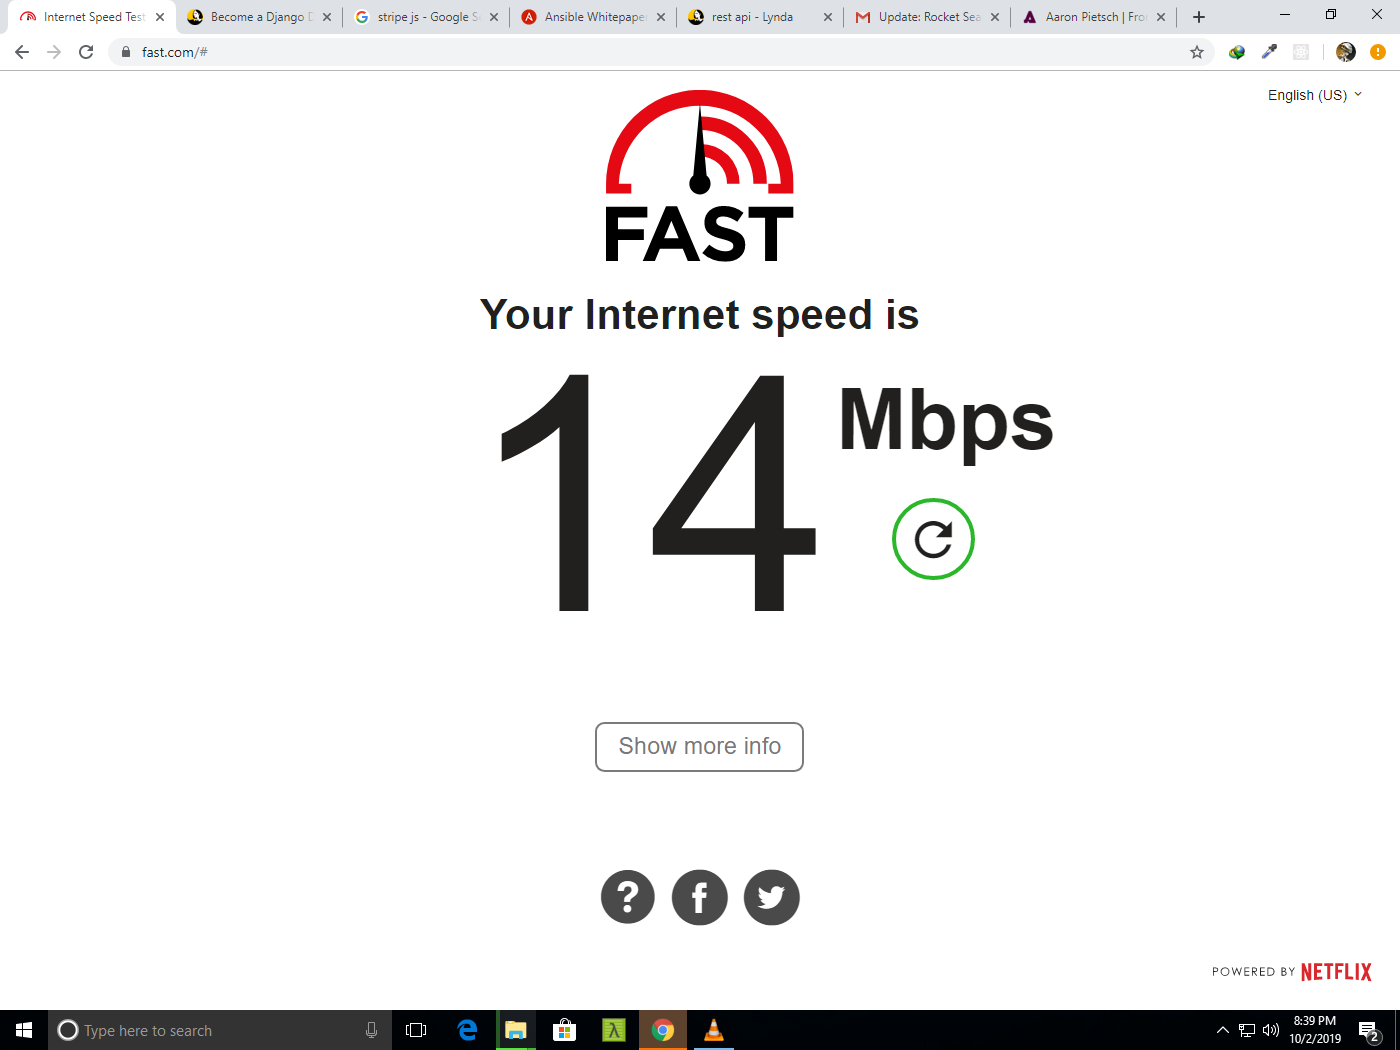 Internet Speed Test
Become a Django D
stripe js - Google Se
Ansible Whitepaper
rest api - Lynda
Update: Rocket Sea
Aaron Pietsch | Fro
fast.com/#
English (US)
FAST
Your Internet speed is
14 Mbps
Show more info
POWERED BY NETFLIX
Type here to search
8:39 PM
10/2/2019
2